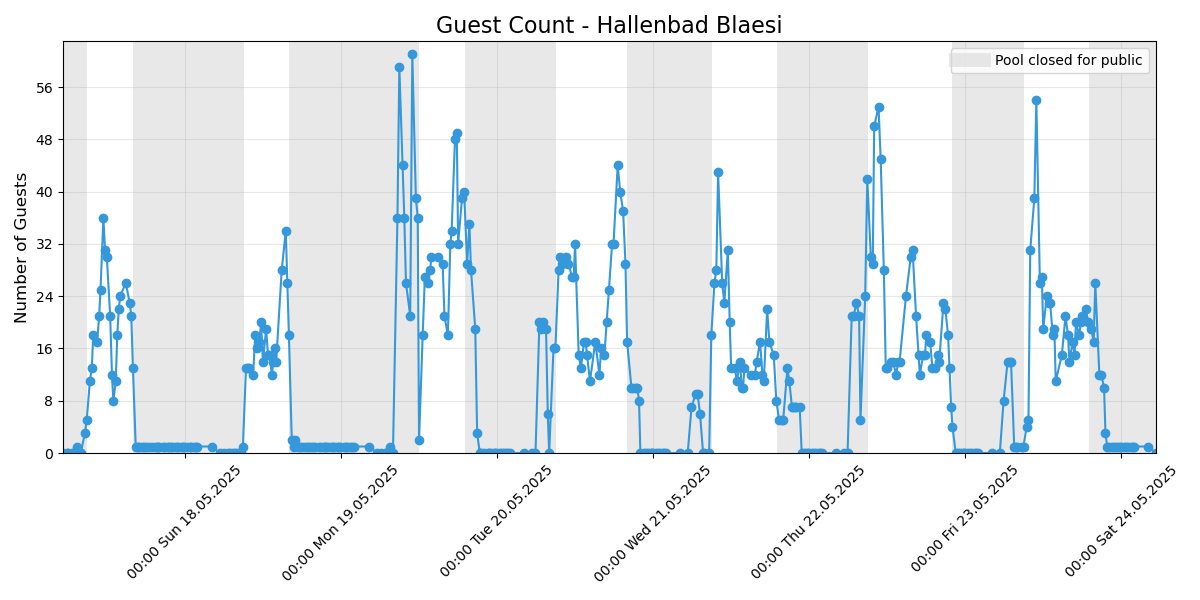 Guest Count - Hallenbad Blaesi
Pool closed for public
Number of Guests
56
48
40
32
24
16
8
0
00:00 Sun 18.05.2025
00:00 Mon 19.05.2025
00:00 Tue 20.05.2025
00:00 Wed 21.05.2025
00:00 Thu 22.05.2025
00:00 Fri 23.05.2025
00:00 Sat 24.05.2025